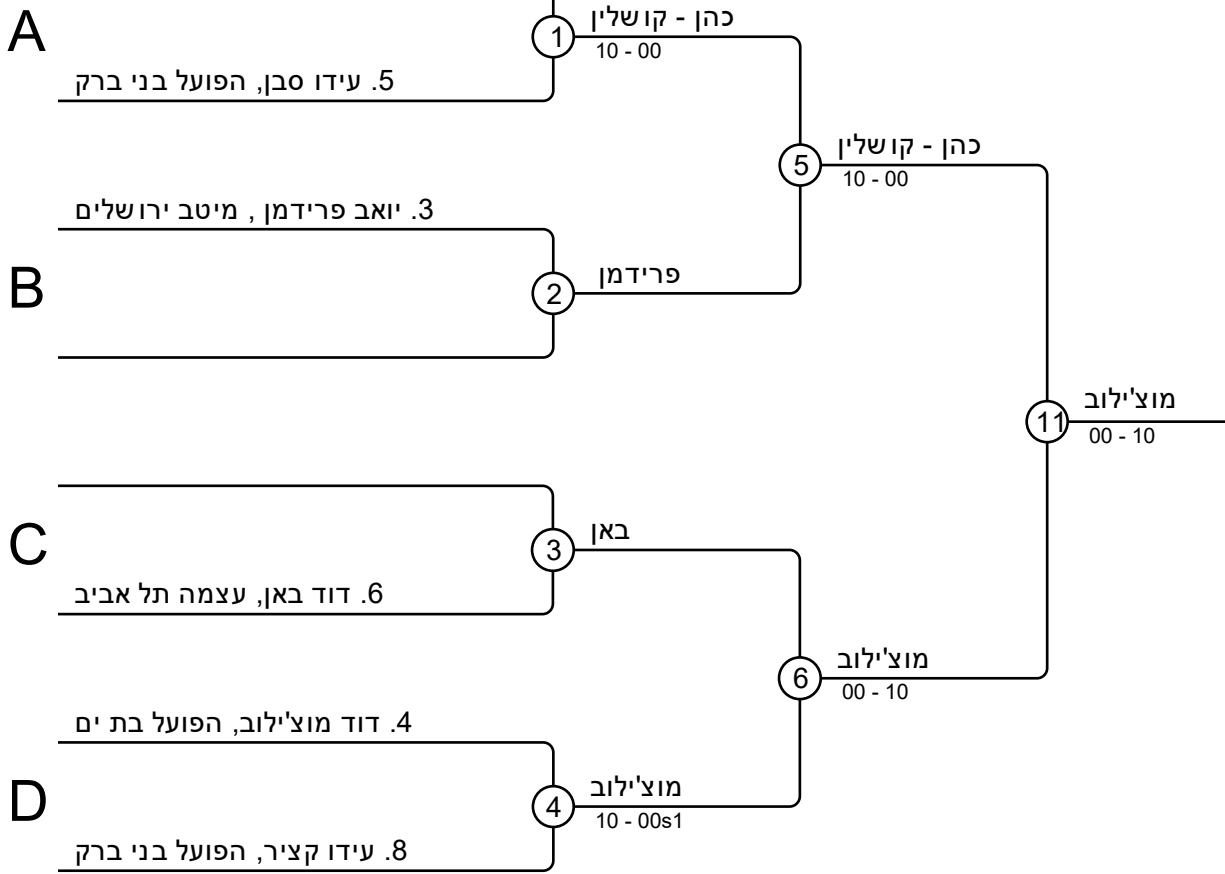 A
כהן - קושלין
1
10 - 00
5. עידו סבן, הפועל בני ברק
כהן - קושלין
5
10 - 00
3. יואב פרידמן , מיטב ירושלים
B
פרידמן
2
מוצ'ילוב
11
00 - 10
C
באן
3
6. דוד באן, עצמה תל אביב
מוצ'ילוב
6
00 - 10
4. דוד מוצ'ילוב, הפועל בת ים
D
מוצ'ילוב
4
10 - 00s1
8. עידו קציר, הפועל בני ברק